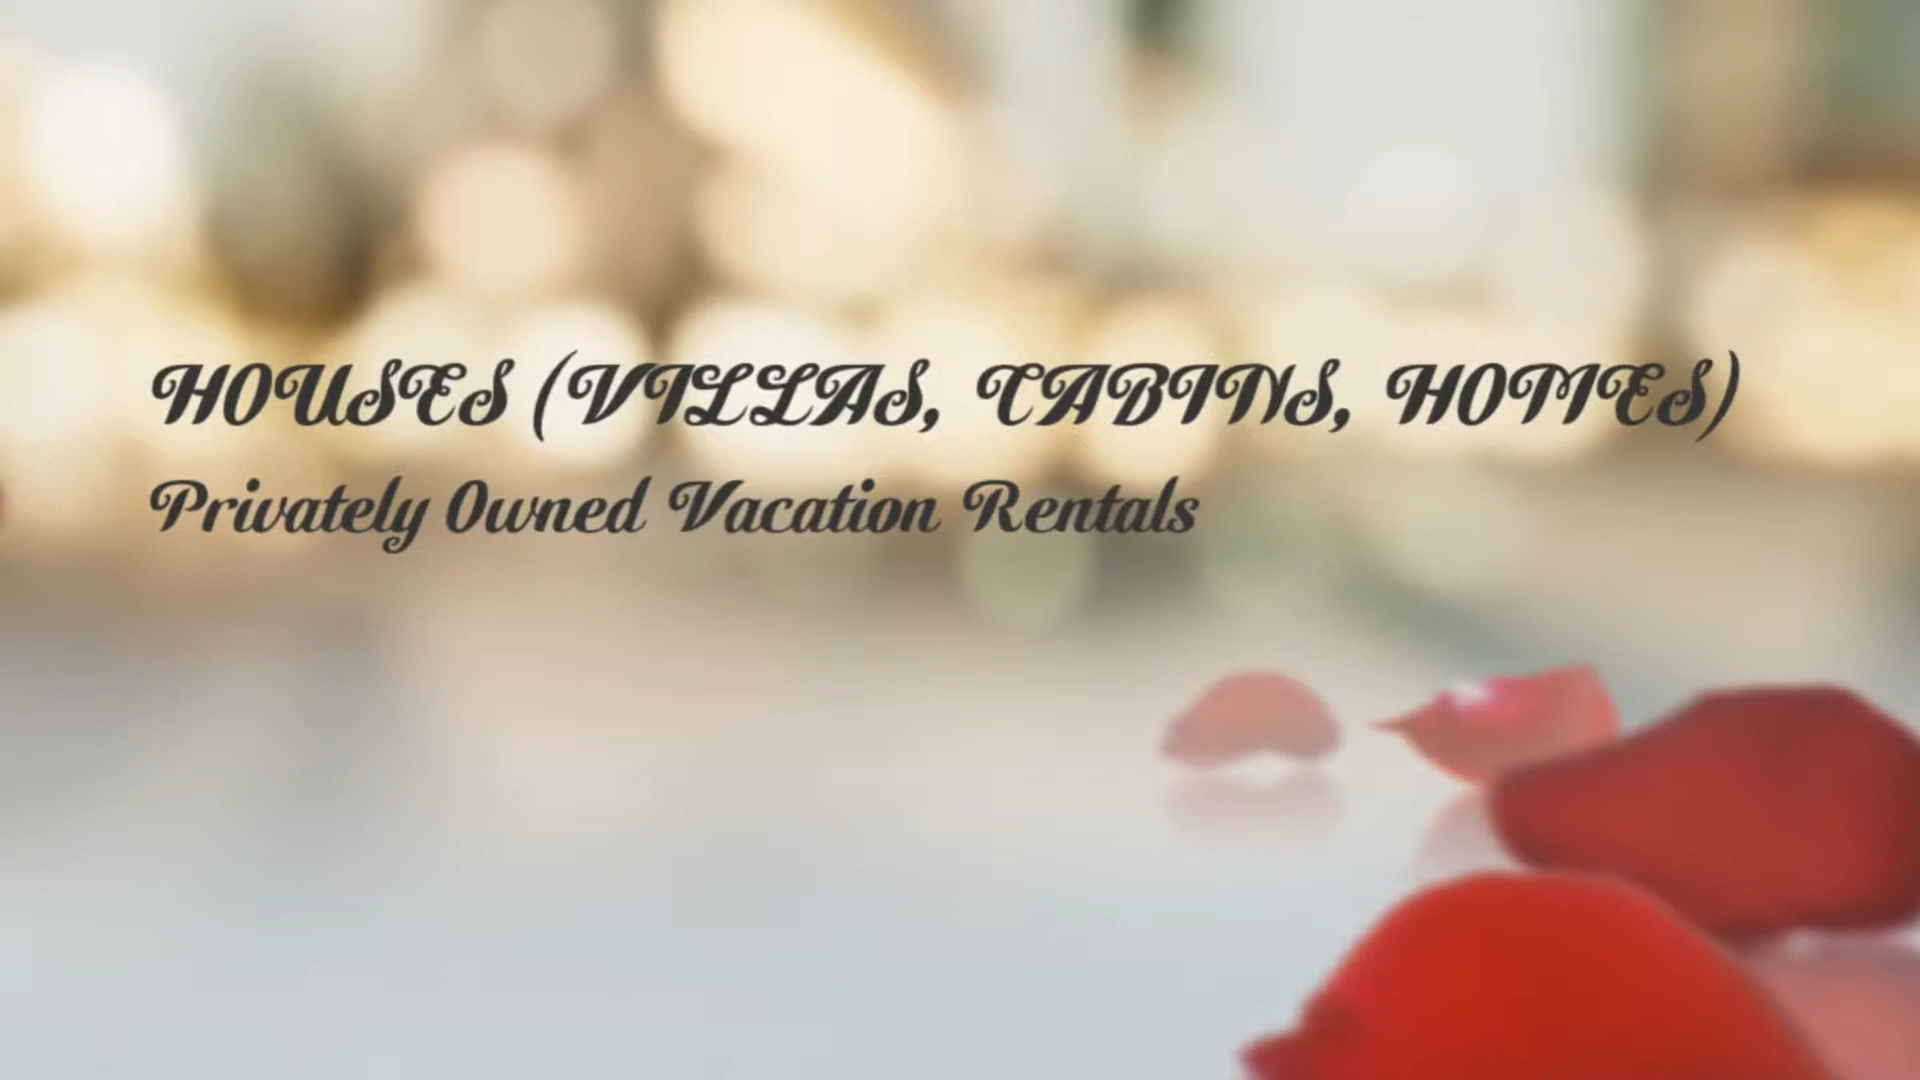 HOUSES (VILLAS, CABINS, HOMES)
Privately Owned Vacation Rentals